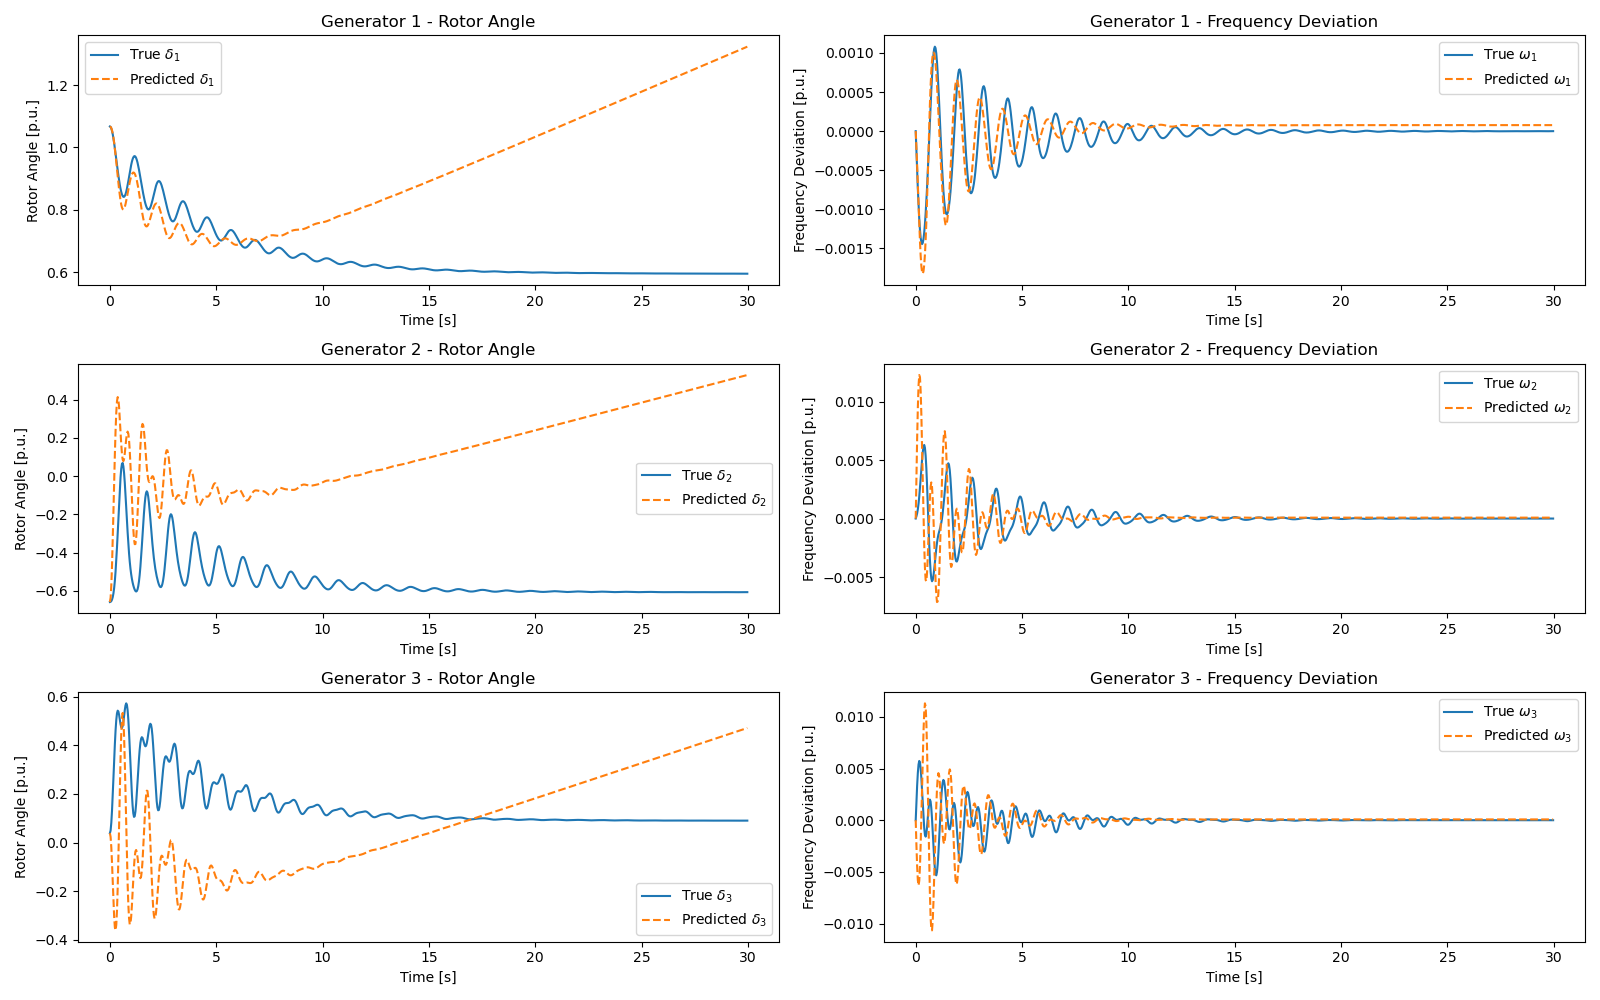 Generator 1 - Rotor Angle
Rotor Angle [p.u.]
1.2
1.0
0.8
0.6
True δ1
Predicted δ1
0 5 10 15 20 25 30
Time [s]
Generator 1 - Frequency Deviation
Frequency Deviation [p.u.]
0.0010
0.0005
0.0000
−0.0005
−0.0010
−0.0015
True ω1
Predicted ω1
0 5 10 15 20 25 30
Time [s]
Generator 2 - Rotor Angle
Rotor Angle [p.u.]
0.4
0.2
0.0
−0.2
−0.4
−0.6
True δ2
Predicted δ2
0 5 10 15 20 25 30
Time [s]
Generator 2 - Frequency Deviation
Frequency Deviation [p.u.]
0.010
0.005
0.000
−0.005
True ω2
Predicted ω2
0 5 10 15 20 25 30
Time [s]
Generator 3 - Rotor Angle
Rotor Angle [p.u.]
0.6
0.4
0.2
0.0
−0.2
−0.4
True δ3
Predicted δ3
0 5 10 15 20 25 30
Time [s]
Generator 3 - Frequency Deviation
Frequency Deviation [p.u.]
0.010
0.005
0.000
−0.005
−0.010
True ω3
Predicted ω3
0 5 10 15 20 25 30
Time [s]